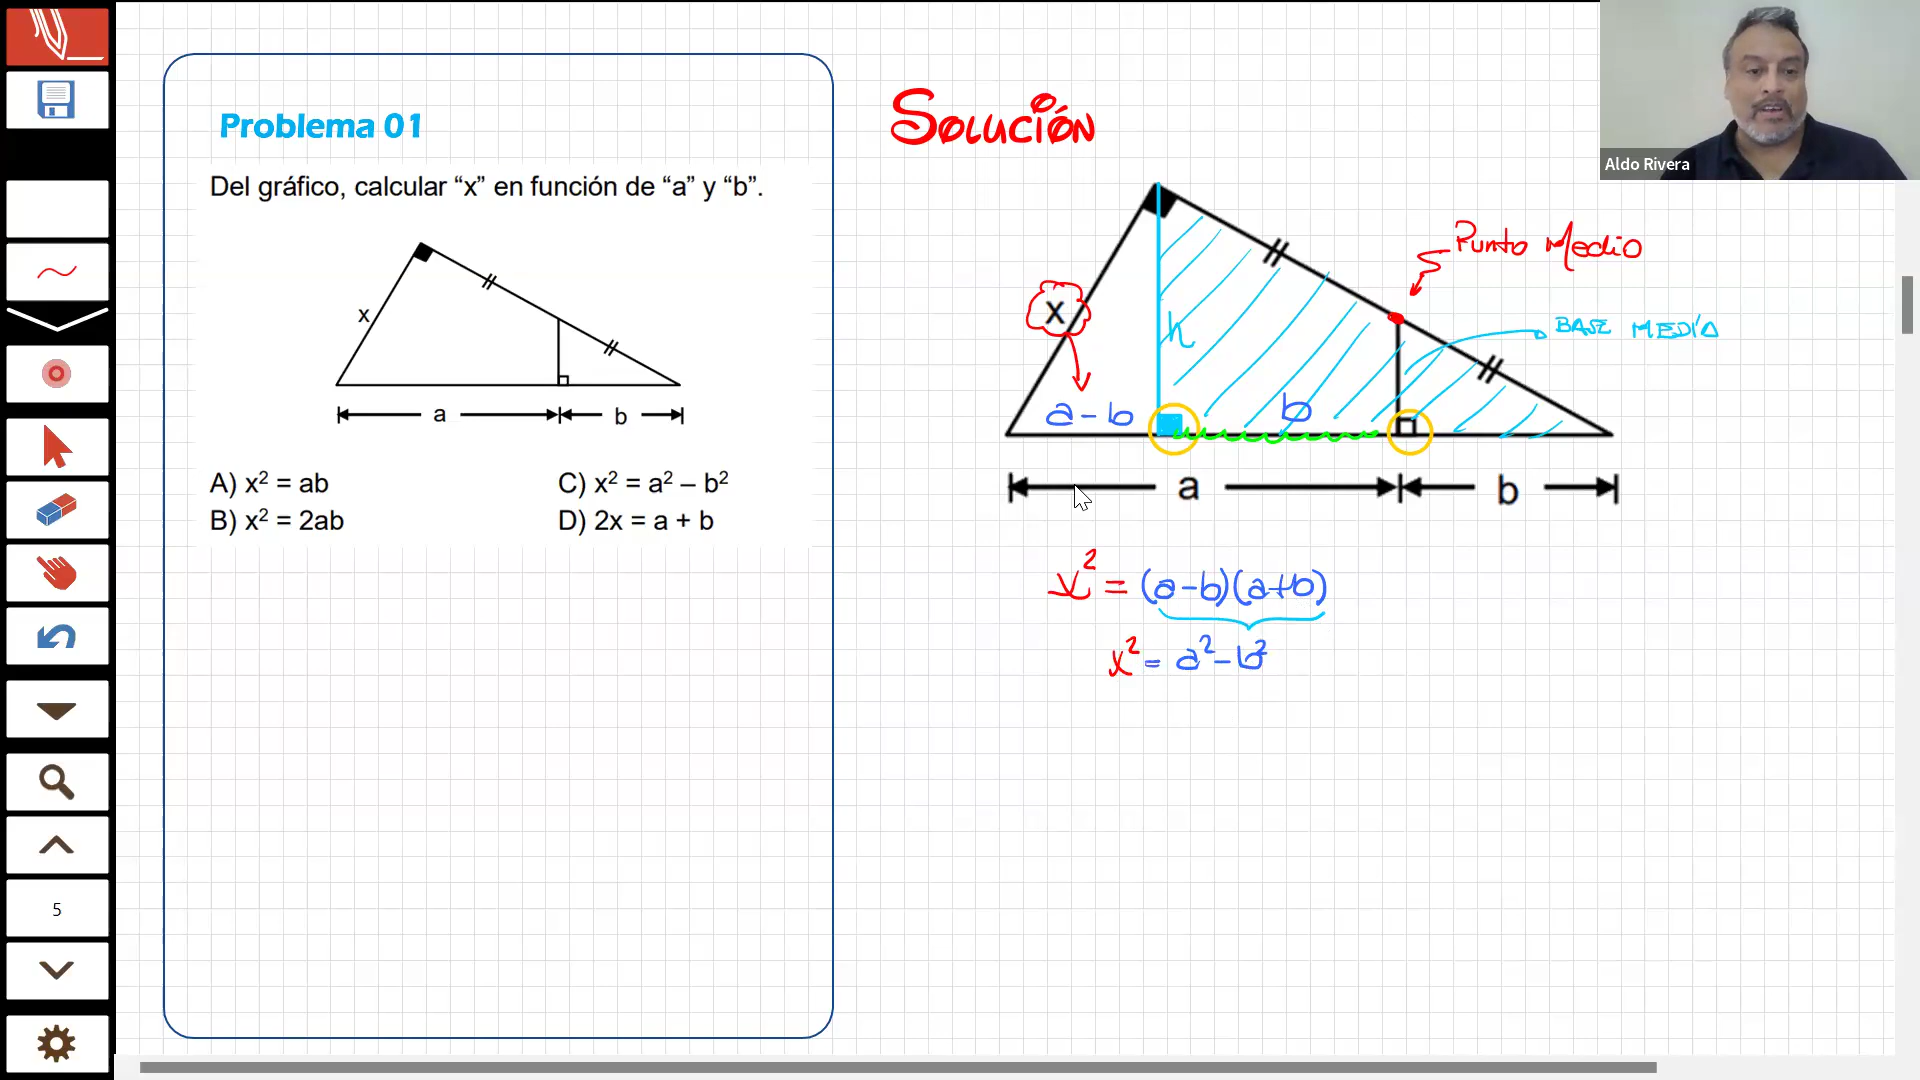 Problema 01
Del gráfico, calcular “x” en función de “a” y “b”.
x
a
b
A) x² = ab
C) x² = a² – b²
B) x² = 2ab
D) 2x = a + b
Solución
Aldo Rivera
Punto Medio
x
h
BASE MEDIA
a - b
b
a
b
x² = (a-b)(a+b)
x² = a² - b²
5